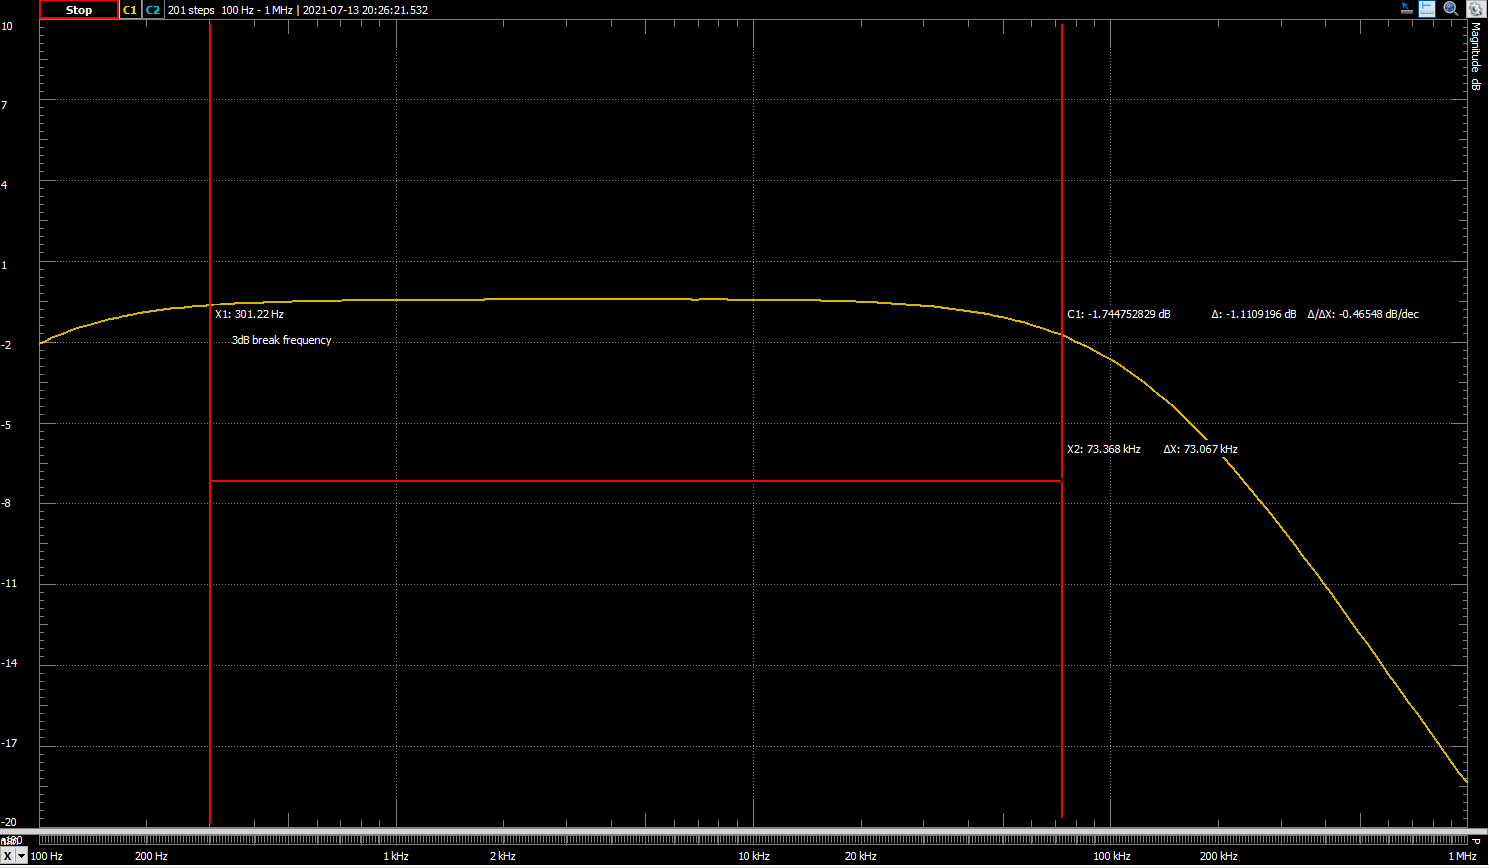 Stop C1 C2 201 steps 100 Hz - 1 MHz | 2021-07-13 20:26:21.532
Magnitude dB
10
7
4
1
-2
-5
-8
-11
-14
-17
-20
X1: 301.22 Hz
3dB break frequency
C1: -1.744752829 dB Δ: -1.1109196 dB Δ/ΔX: -0.46548 dB/dec
X2: 73.368 kHz ΔX: 73.067 kHz
P
X 100 Hz 200 Hz 1 kHz 2 kHz 10 kHz 20 kHz 100 kHz 200 kHz 1 MHz